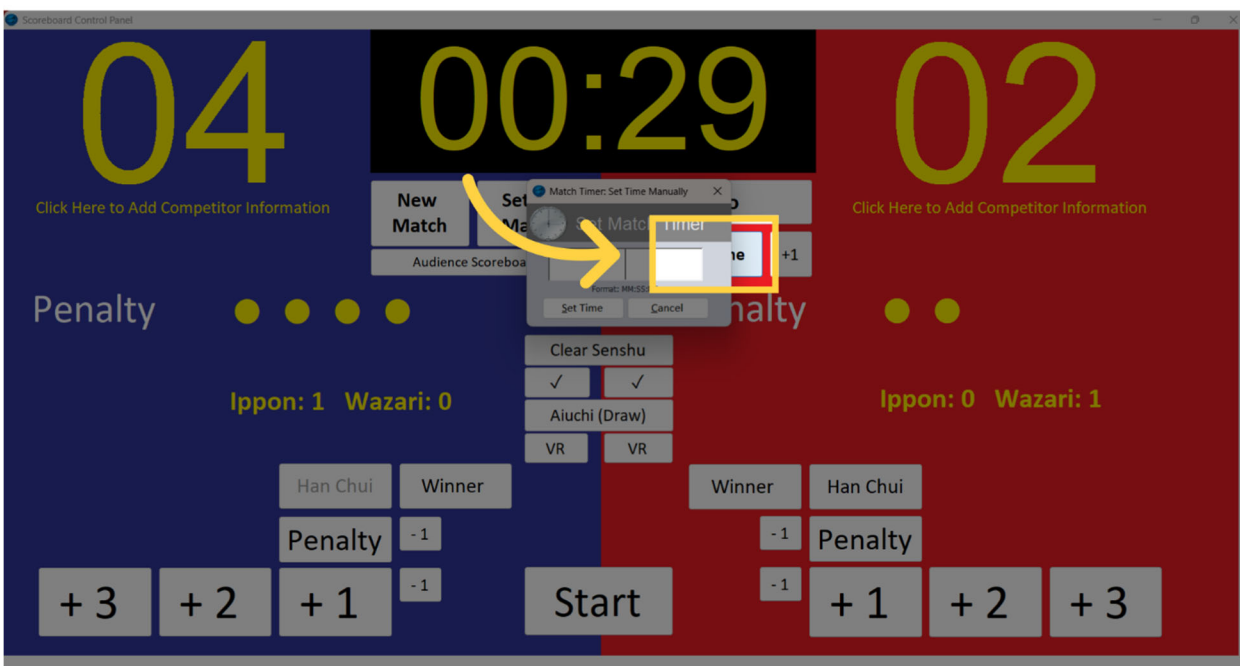 Scoreboard Control Panel
04
00:29
02
Click Here to Add Competitor Information
Click Here to Add Competitor Information
New
Match
Match Timer: Set Time Manually
Set Match Timer
+1
Audience
Format: MM:SS
Set Time
Cancel
Penalty
Clear Senshu
✓
✓
Ippon: 1 Wazari: 0
Ippon: 0 Wazari: 1
Aiuchi (Draw)
VR
VR
Han Chui
Winner
Winner
Han Chui
Penalty
- 1
- 1
Penalty
+ 3
+ 2
+ 1
- 1
Start
- 1
+ 1
+ 2
+ 3